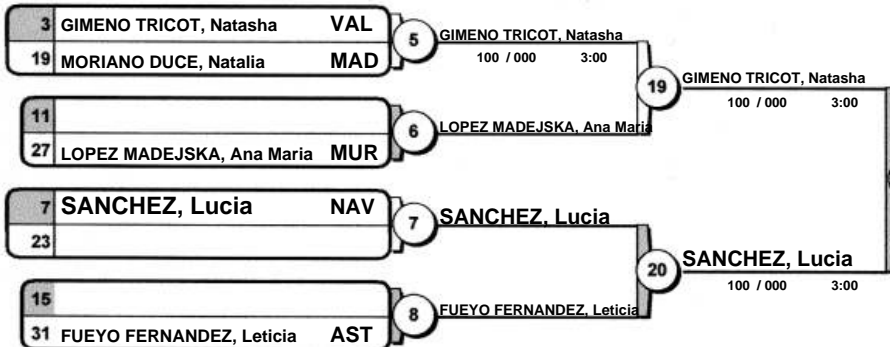 3 GIMENO TRICOT, Natasha VAL
19 MORIANO DUCE, Natalia MAD
5
GIMENO TRICOT, Natasha
100 / 000 3:00
11
27 LOPEZ MADEJSKA, Ana Maria MUR
6
LOPEZ MADEJSKA, Ana Maria
19
GIMENO TRICOT, Natasha
100 / 000 3:00
7 SANCHEZ, Lucia NAV
23
7
SANCHEZ, Lucia
15
31 FUEYO FERNANDEZ, Leticia AST
8
FUEYO FERNANDEZ, Leticia
20
SANCHEZ, Lucia
100 / 000 3:00